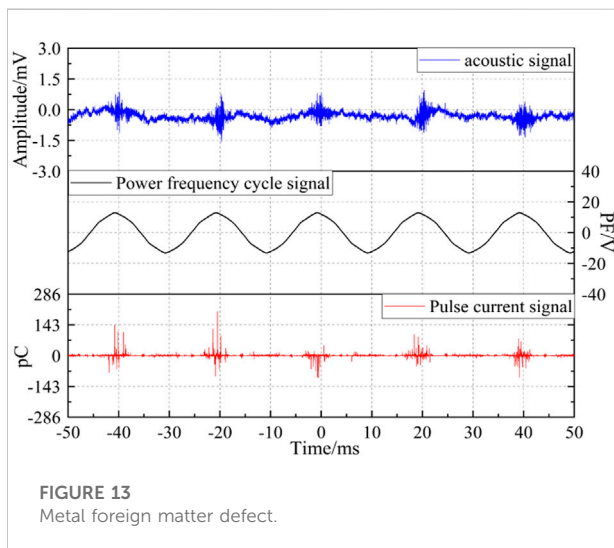 3.0
acoustic signal
1.5
0.0
-1.5
-3.0
Amplitude/mV
Power frequency cycle signal
40
20
0
-20
-40
PF/V
286
Pulse current signal
143
0
-143
-286
pC
-50 -40 -30 -20 -10 0 10 20 30 40 50
Time/ms
FIGURE 13
Metal foreign matter defect.